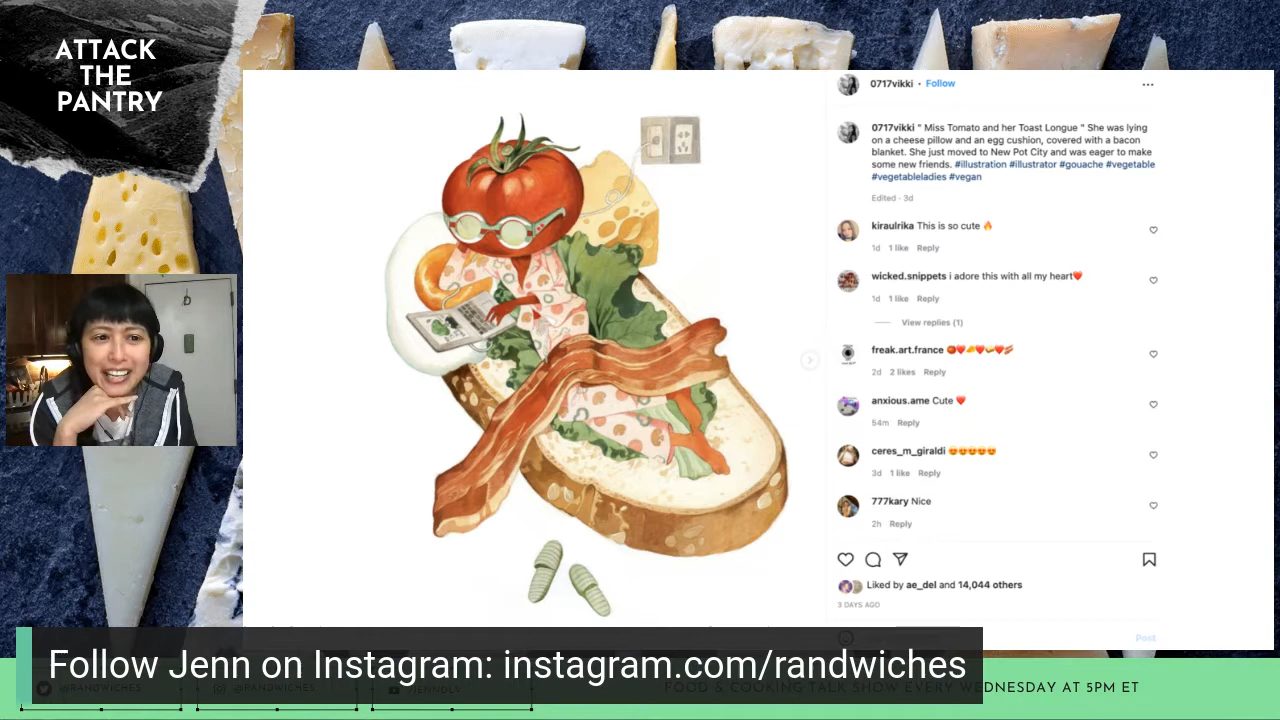 ATTACK
THE
PANTRY
0717vikki • Follow
0717vikki " Miss Tomato and her Toast Longue " She was lying
on a cheese pillow and an egg cushion, covered with a bacon
blanket. She just moved to New Pot City and was eager to make
some new friends. #illustration #illustrator #gouache #vegetable
#vegetableladies #vegan
Edited · 3d
kiraulrika This is so cute 🔥
1d 1 like Reply
wicked.snippets i adore this with all my heart❤️
1d 1 like Reply
View replies (1)
freak.art.france
2d 2 likes Reply
anxious.ame Cute ❤️
54m Reply
ceres_m_giraldi 😍😍😍😍😍
3d 1 like Reply
777kary Nice
2h Reply
Liked by ae_del and 14,044 others
3 DAYS AGO
Post
Follow Jenn on Instagram: instagram.com/randwiches
@RANDWICHES @RANDWICHES /JENNDLV FOOD & COOKING TALK SHOW EVERY WEDNESDAY AT 5PM ET